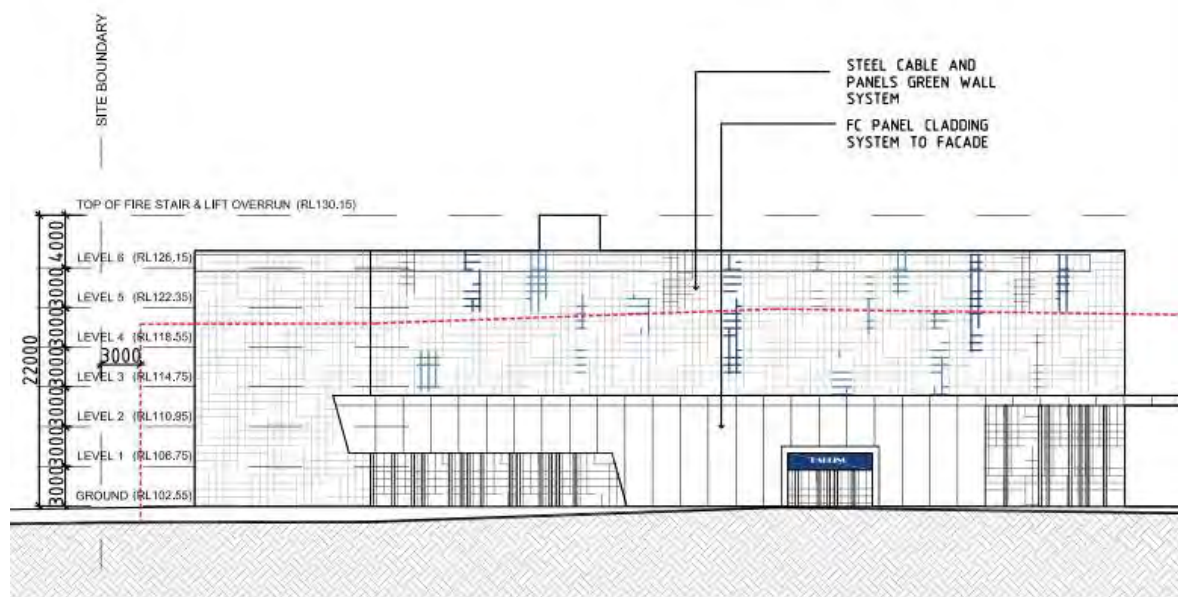 SITE BOUNDARY
STEEL CABLE AND
PANELS GREEN WALL
SYSTEM
FC PANEL CLADDING
SYSTEM TO FACADE
TOP OF FIRE STAIR & LIFT OVERRUN (RL130.15)
4000
LEVEL 6 (RL126.15)
3000
LEVEL 5 (RL122.35)
3000
LEVEL 4 (RL118.55)
3000
3000
22000
LEVEL 3 (RL114.75)
3000
LEVEL 2 (RL110.95)
3000
LEVEL 1 (RL106.75)
3000
GROUND (RL102.55)
PARKING